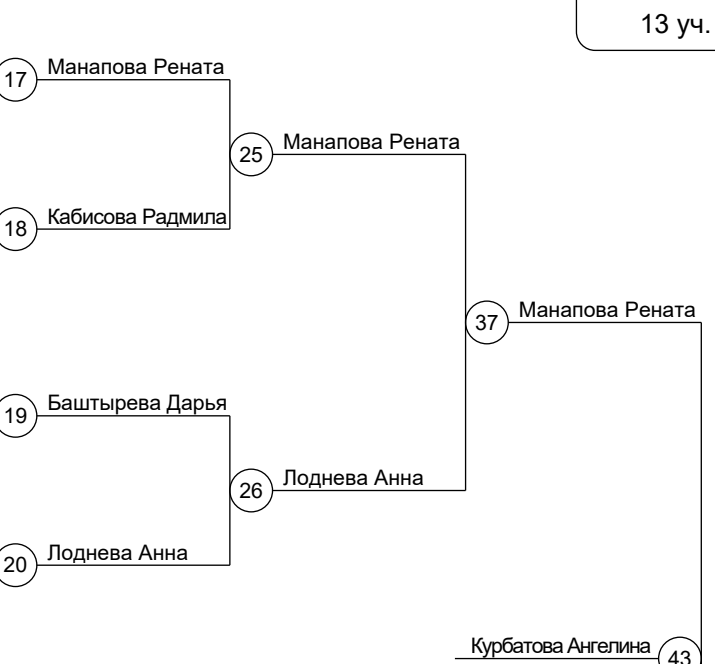 13 уч.
17 Манапова Рената
25 Манапова Рената
18 Кабисова Радмила
37 Манапова Рената
19 Баштырева Дарья
26 Лоднева Анна
20 Лоднева Анна
Курбатова Ангелина 43